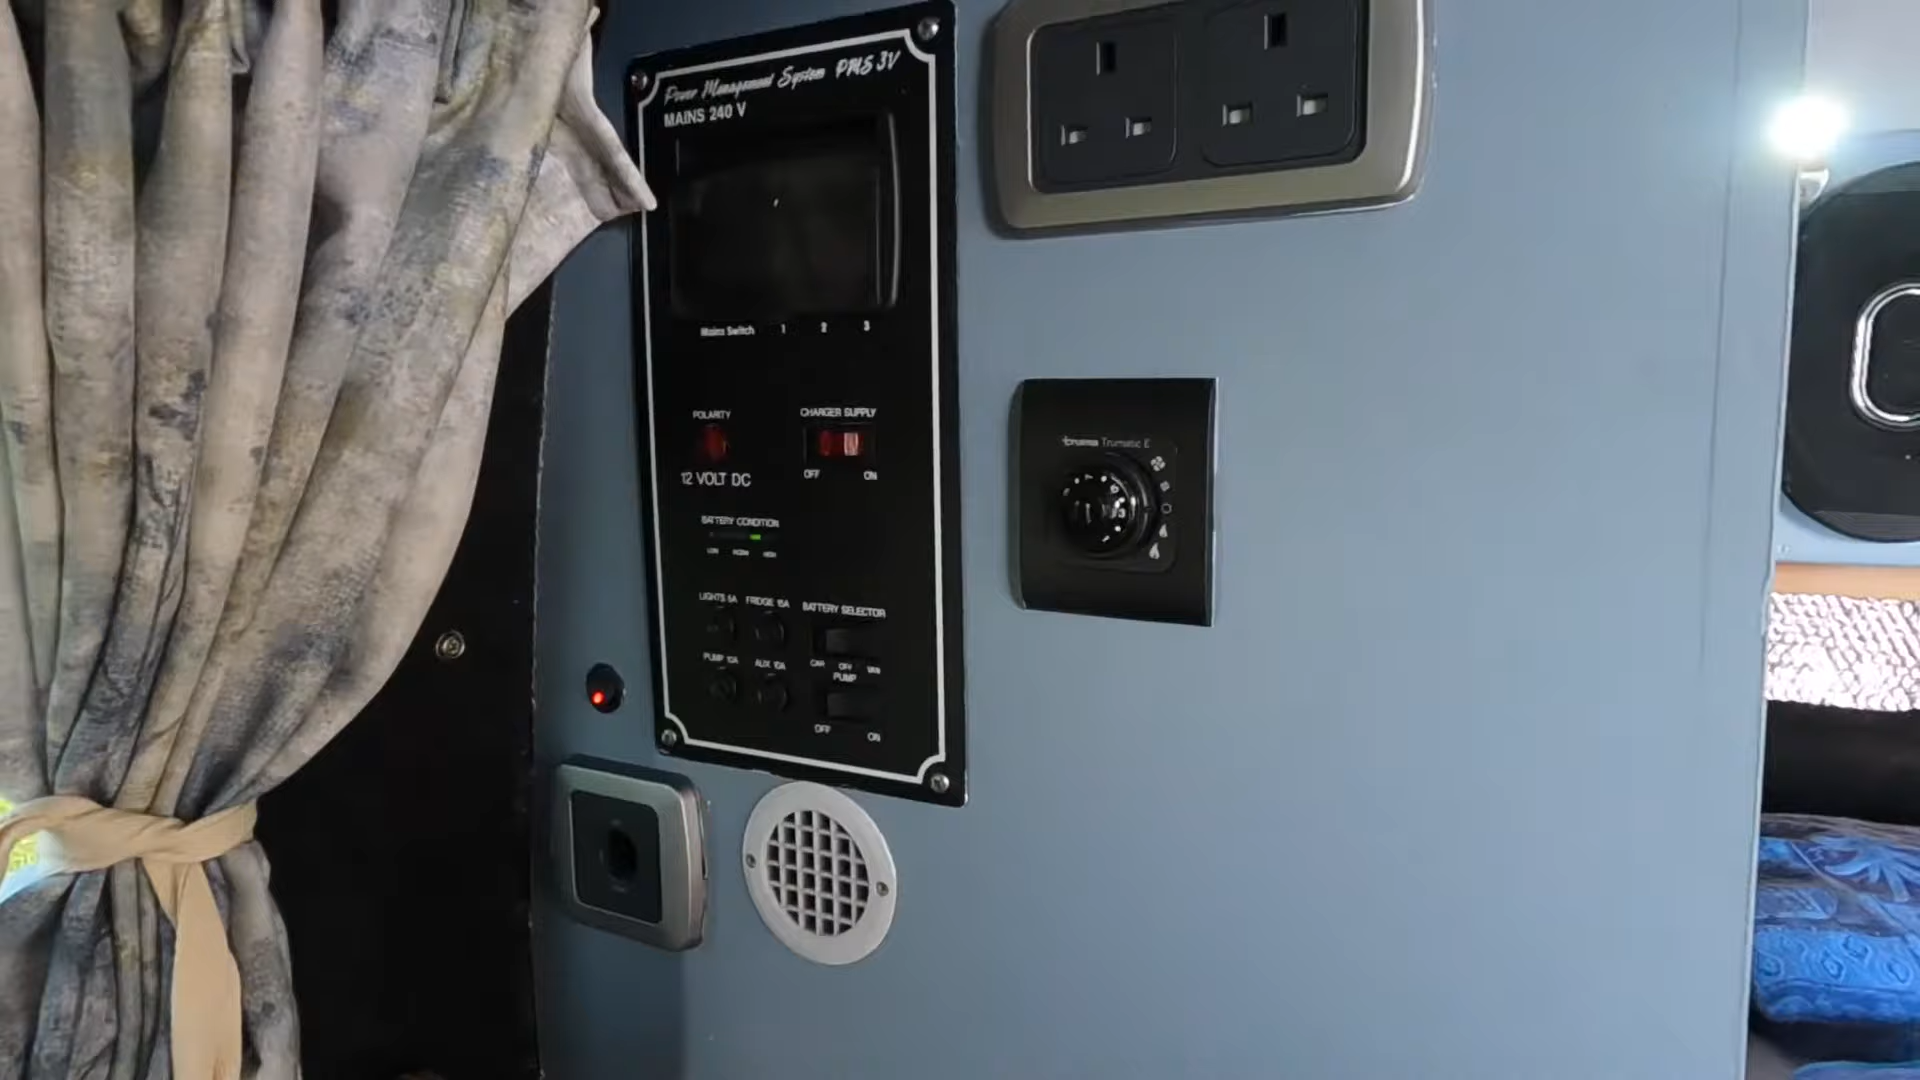 Power Management System PMS 3V
MAINS 240 V
Mains Switch 1 2 3
POLARITY
CHARGER SUPPLY
OFF ON
12 VOLT DC
BATTERY CONDITION
LOW NORM HIGH
LIGHTS 5A FRIDGE 15A BATTERY SELECTOR
PUMP 10A AUX 10A
CAR OFF VAN
PUMP
OFF ON
truma Trumatic E